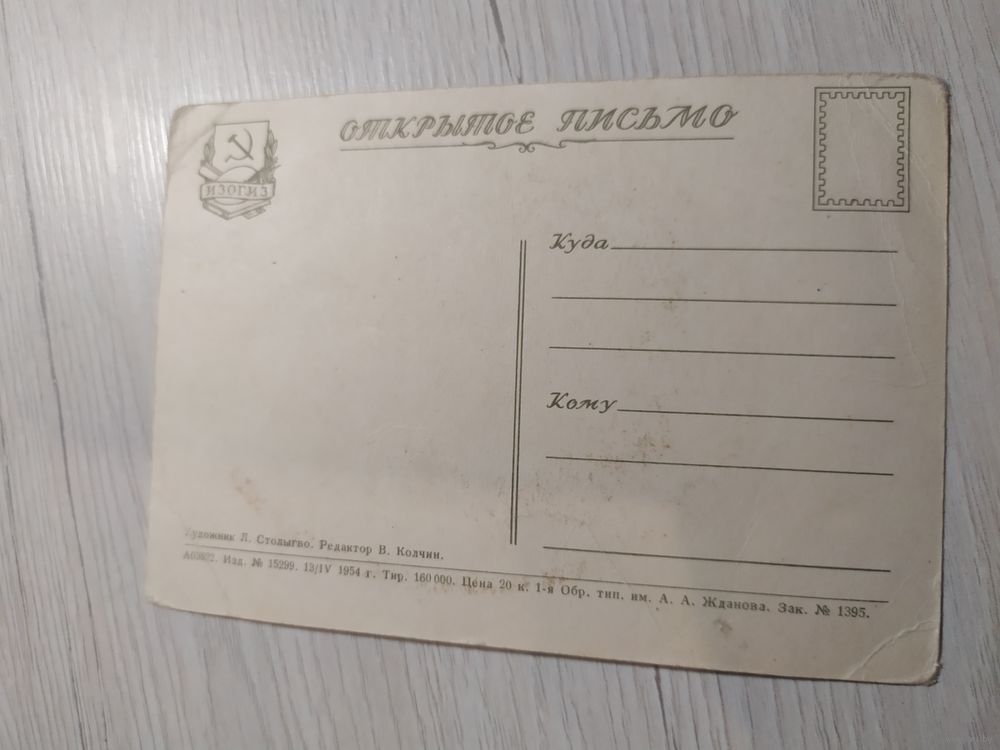 ИЗОГИЗ
ОТКРЫТОЕ ПИСЬМО
Куда
Кому
Художник Л. Столыгво. Редактор В. Колчин.
Изд. № 15299. 13/IV 1954 г. Тир. 160 000. Цена 20 к. 1-я Обр. тип. им. А. А. Жданова. Зак. № 1395.